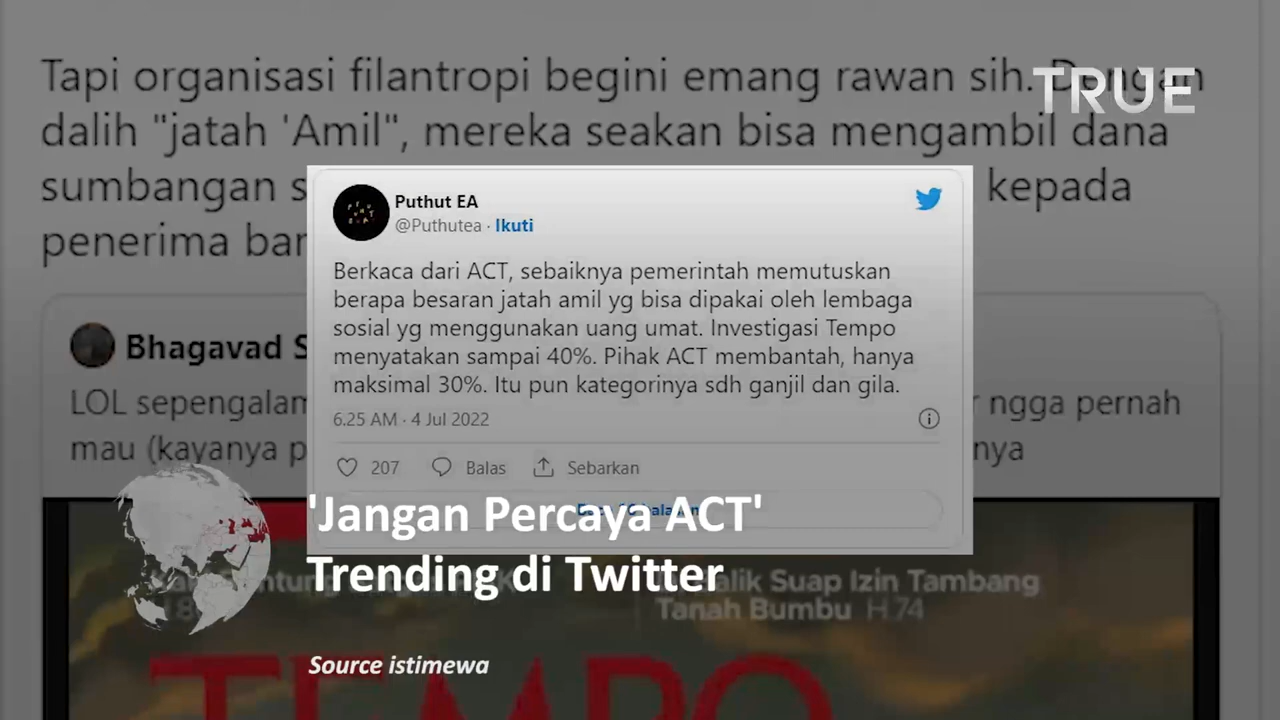 Tapi organisasi filantropi begini emang rawan sih. Dengan
TRUE
dalih "jatah 'Amil", mereka seakan bisa mengambil dana
sumbangan s
kepada
penerima ban
Puthut EA
@Puthutea · Ikuti
Berkaca dari ACT, sebaiknya pemerintah memutuskan
berapa besaran jatah amil yg bisa dipakai oleh lembaga
sosial yg menggunakan uang umat. Investigasi Tempo
menyatakan sampai 40%. Pihak ACT membantah, hanya
maksimal 30%. Itu pun kategorinya sdh ganjil dan gila.
6.25 AM · 4 Jul 2022
207 Balas Sebarkan
Bhagavad S
LOL sepengalam
ngga pernah
mau (kayanya p
nya
'Jangan Percaya ACT'
Trending di Twitter
Suap Izin Tambang
Tanah Bumbu H.74
Source istimewa
TEMPO